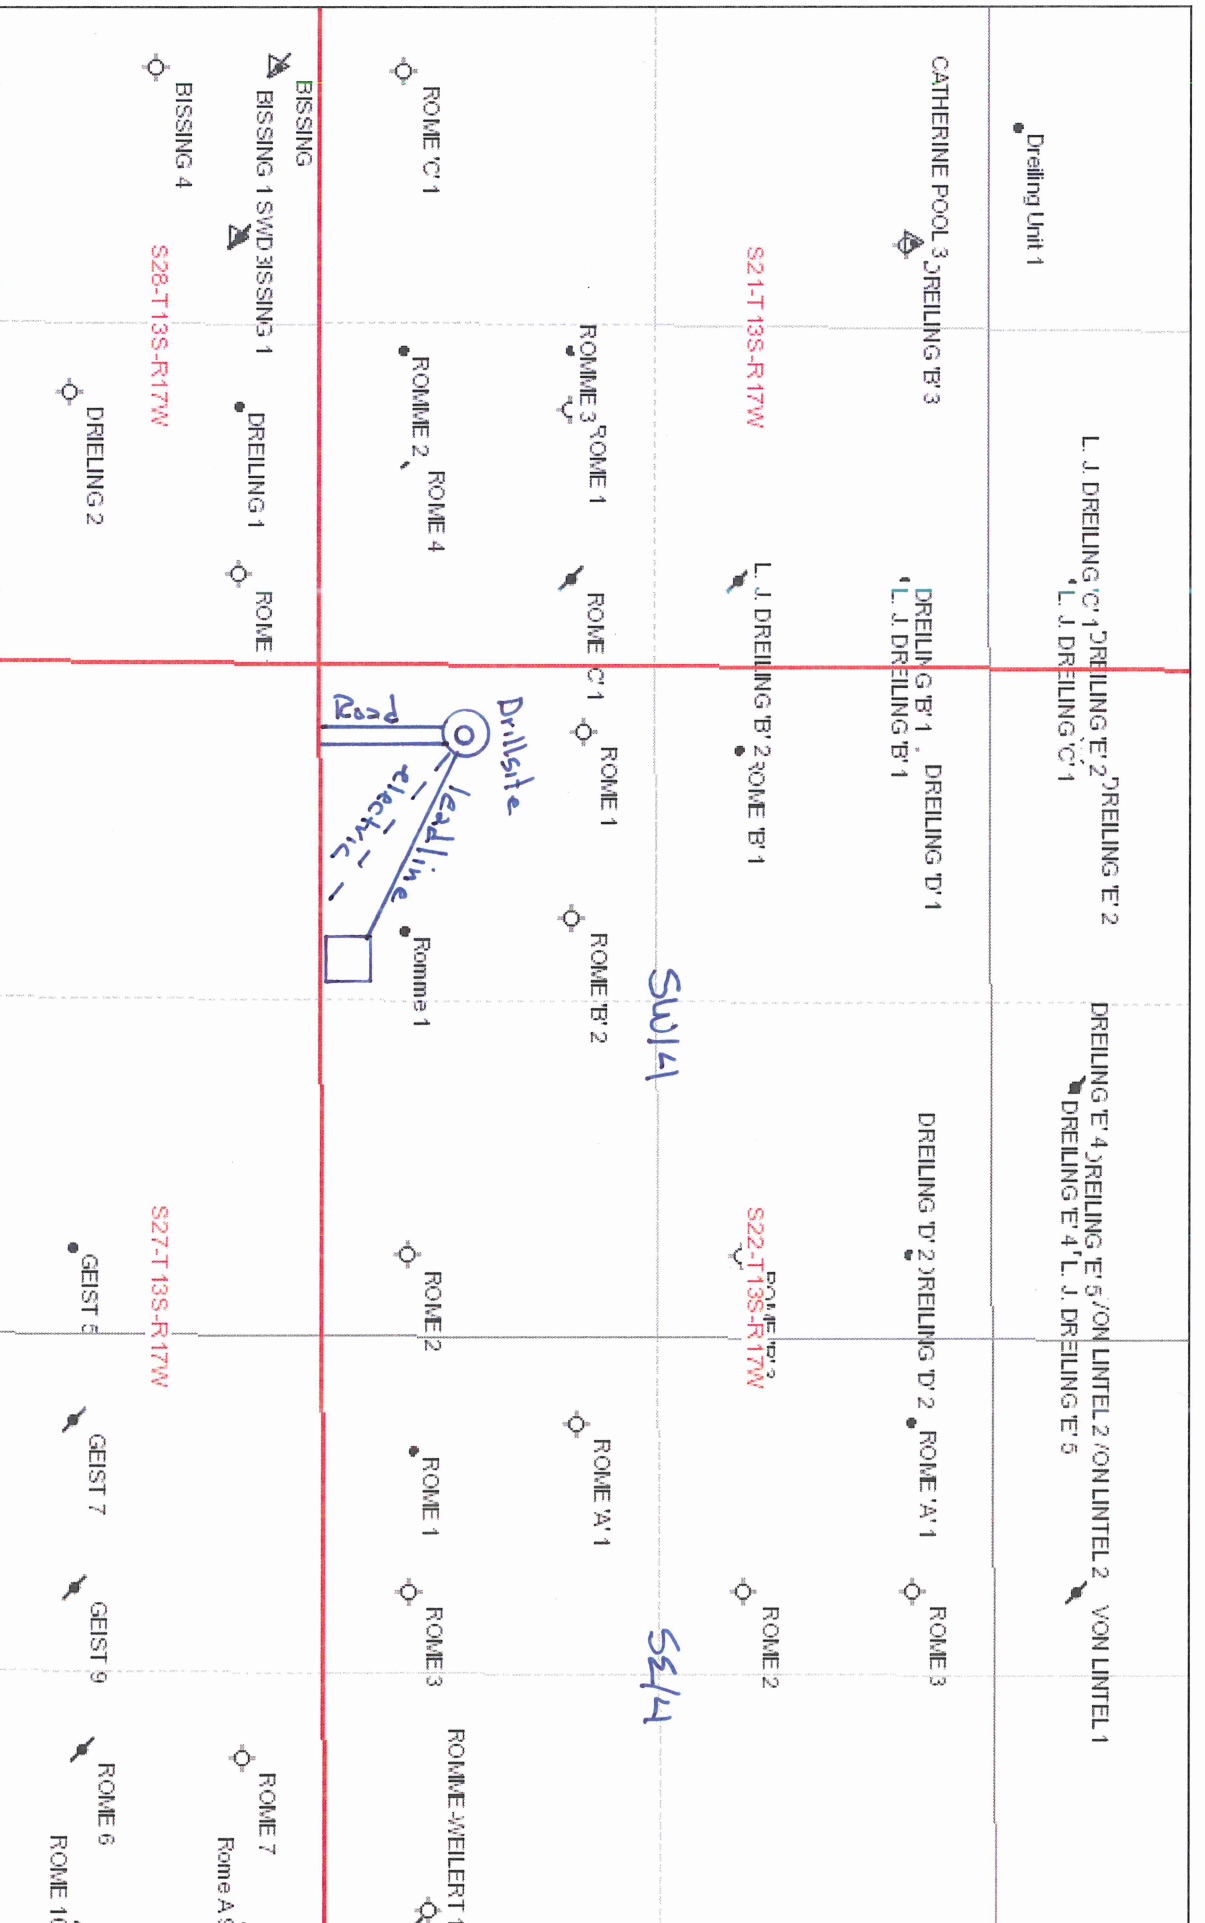 Dreiling Unit 1
CATHERINE POOL 3
DREILING 'B' 3
L. J. DREILING 'C' 1
DREILING 'E' 2
DREILING 'E' 2
L. J. DREILING 'C' 1
DREILING 'E' 4
DREILING 'E' 5
VON LINTEL 2
VON LINTEL 2
VON LINTEL 1
DREILING 'E' 4
L. J. DREILING 'E' 5
DREILING 'B' 1
L. J. DREILING 'B' 1
DREILING 'D' 1
DREILING 'D' 2
DREILING 'D' 2
ROME 'A' 1
ROME 3
S21-T13S-R17W
L. J. DREILING 'B' 2
ROME 'B' 1
S22-T13S-R17W
ROME 2
SW/4
SE/4
ROMME 3
ROME 1
ROME 'C' 1
ROME 1
ROME 'B' 2
ROME 'A' 1
Drillsite
ROME 'C' 1
ROMME 2
ROME 4
leadline
Romme 1
ROME 2
ROME 1
ROME 3
ROMME-WEILERT 1
Road
electric
BISSING
BISSING 1 SWD
BISSING 1
DREILING 1
ROME
ROME 7
Rome A
BISSING 4
S28-T13S-R17W
S27-T13S-R17W
DRIELING 2
GEIST 5
GEIST 7
GEIST 9
ROME 6
ROME